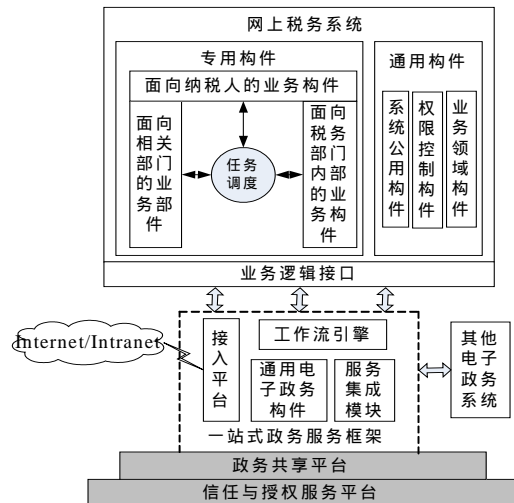 网上税务系统
专用构件
面向纳税人的业务构件
面向
相关
部门
的业
务部
件
任务
调度
面向
税务
部门
内部
的业
务构
件
通用构件
系统公用构件
权限控制构件
业务领域构件
业务逻辑接口
Internet/Intranet
接入平台
工作流引擎
通用电
子政务
构件
服务
集成
模块
一站式政务服务框架
其他
电子
政务
系统
政务共享平台
信任与授权服务平台